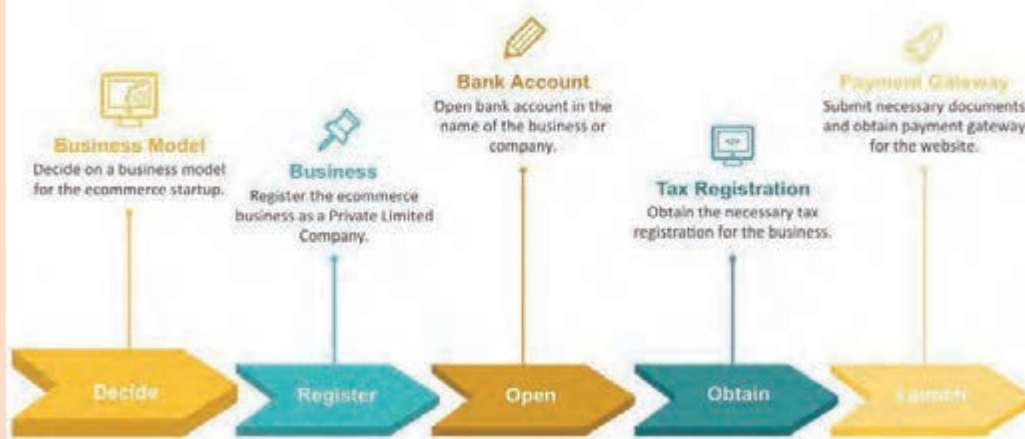 Business Model
Decide on a business model
for the ecommerce startup.
Business
Register the ecommerce
business as a Private Limited
Company.
Bank Account
Open bank account in the
name of the business or
company.
Tax Registration
Obtain the necessary tax
registration for the business.
Payment Gateway
Submit necessary documents
and obtain payment gateway
for the website.
Decide
Register
Open
Obtain
Launch